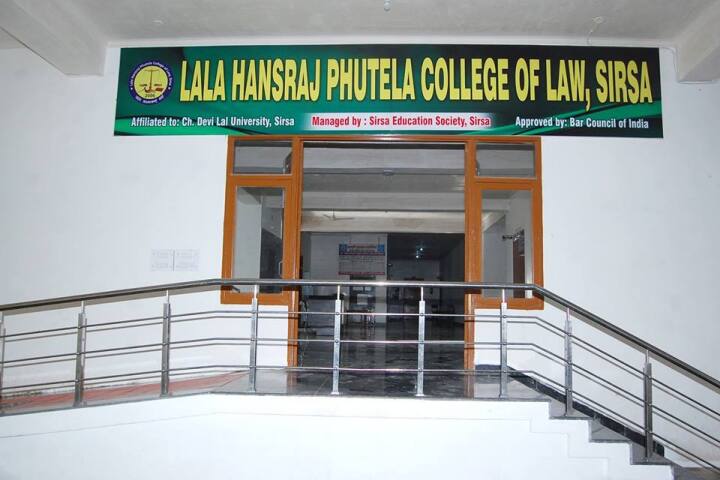 LALA HANSRAJ PHUTELA COLLEGE OF LAW, SIRSA
Affiliated to: Ch. Devi Lal University, Sirsa Managed by : Sirsa Education Society, Sirsa Approved by: Bar Council of India